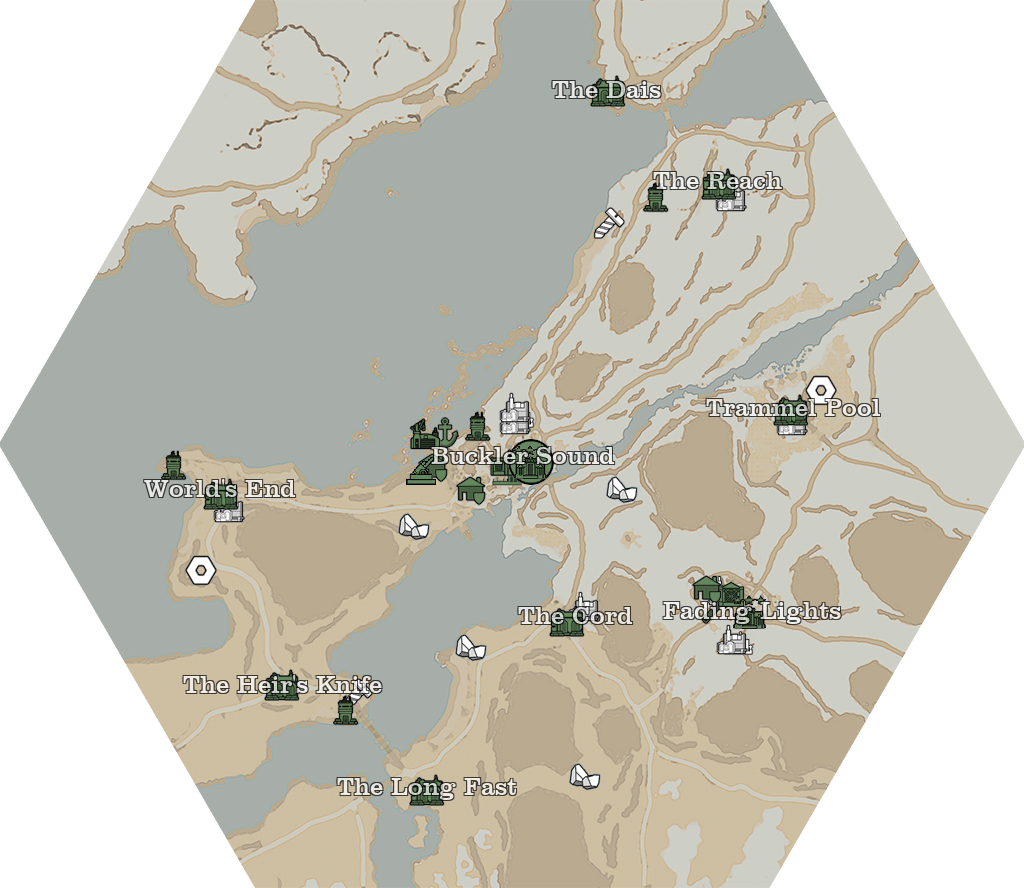 The Dais
The Reach
Trammel Pool
Buckler Sound
World's End
Fading Lights
The Cord
The Heir's Knife
The Long Fast